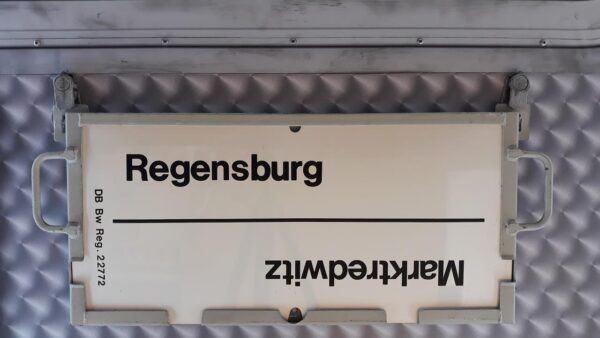 Regensburg
Marktredwitz
DB Bw Reg. 22772